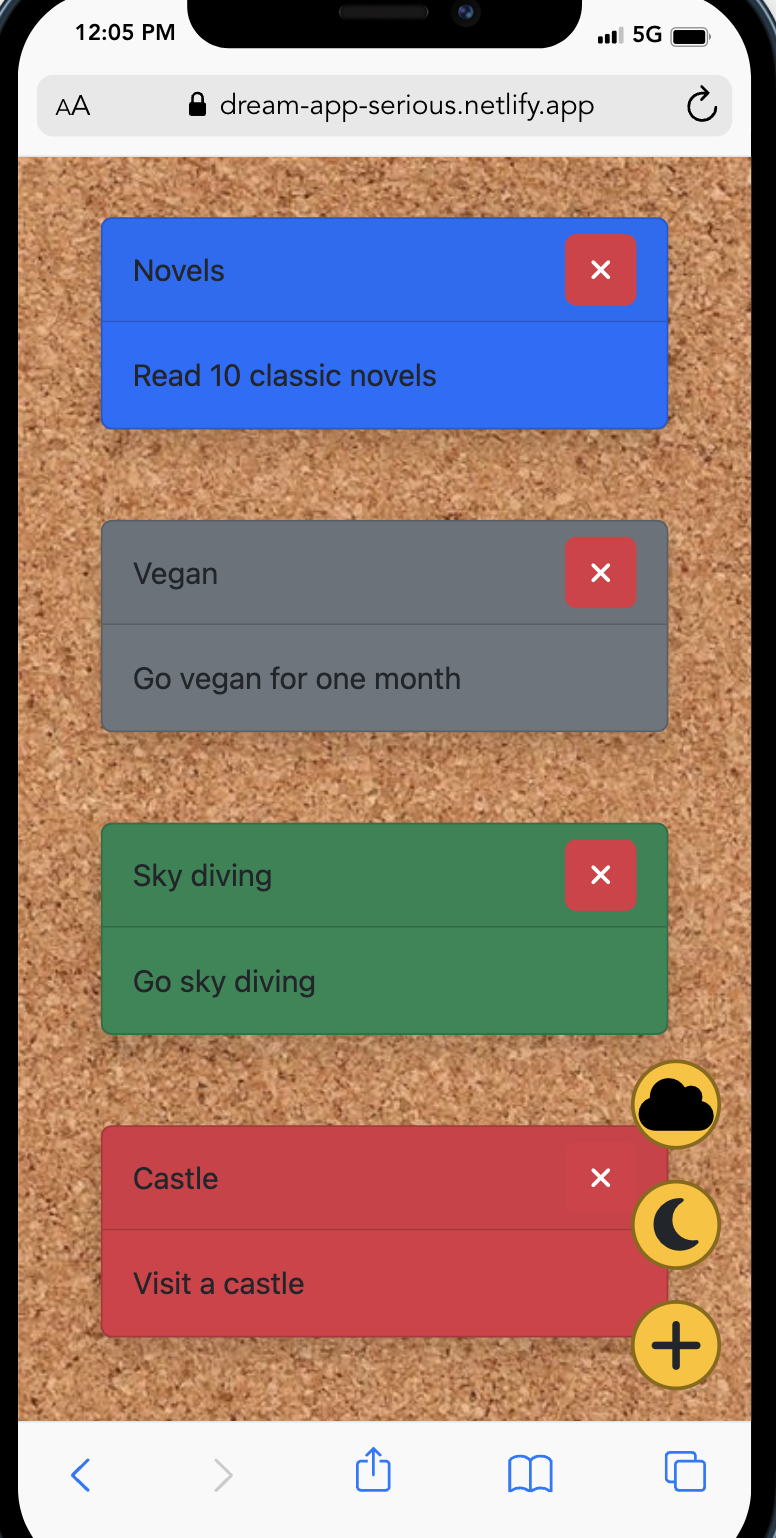 12:05 PM
5G
AA
dream-app-serious.netlify.app
Novels
Read 10 classic novels
Vegan
Go vegan for one month
Sky diving
Go sky diving
Castle
Visit a castle